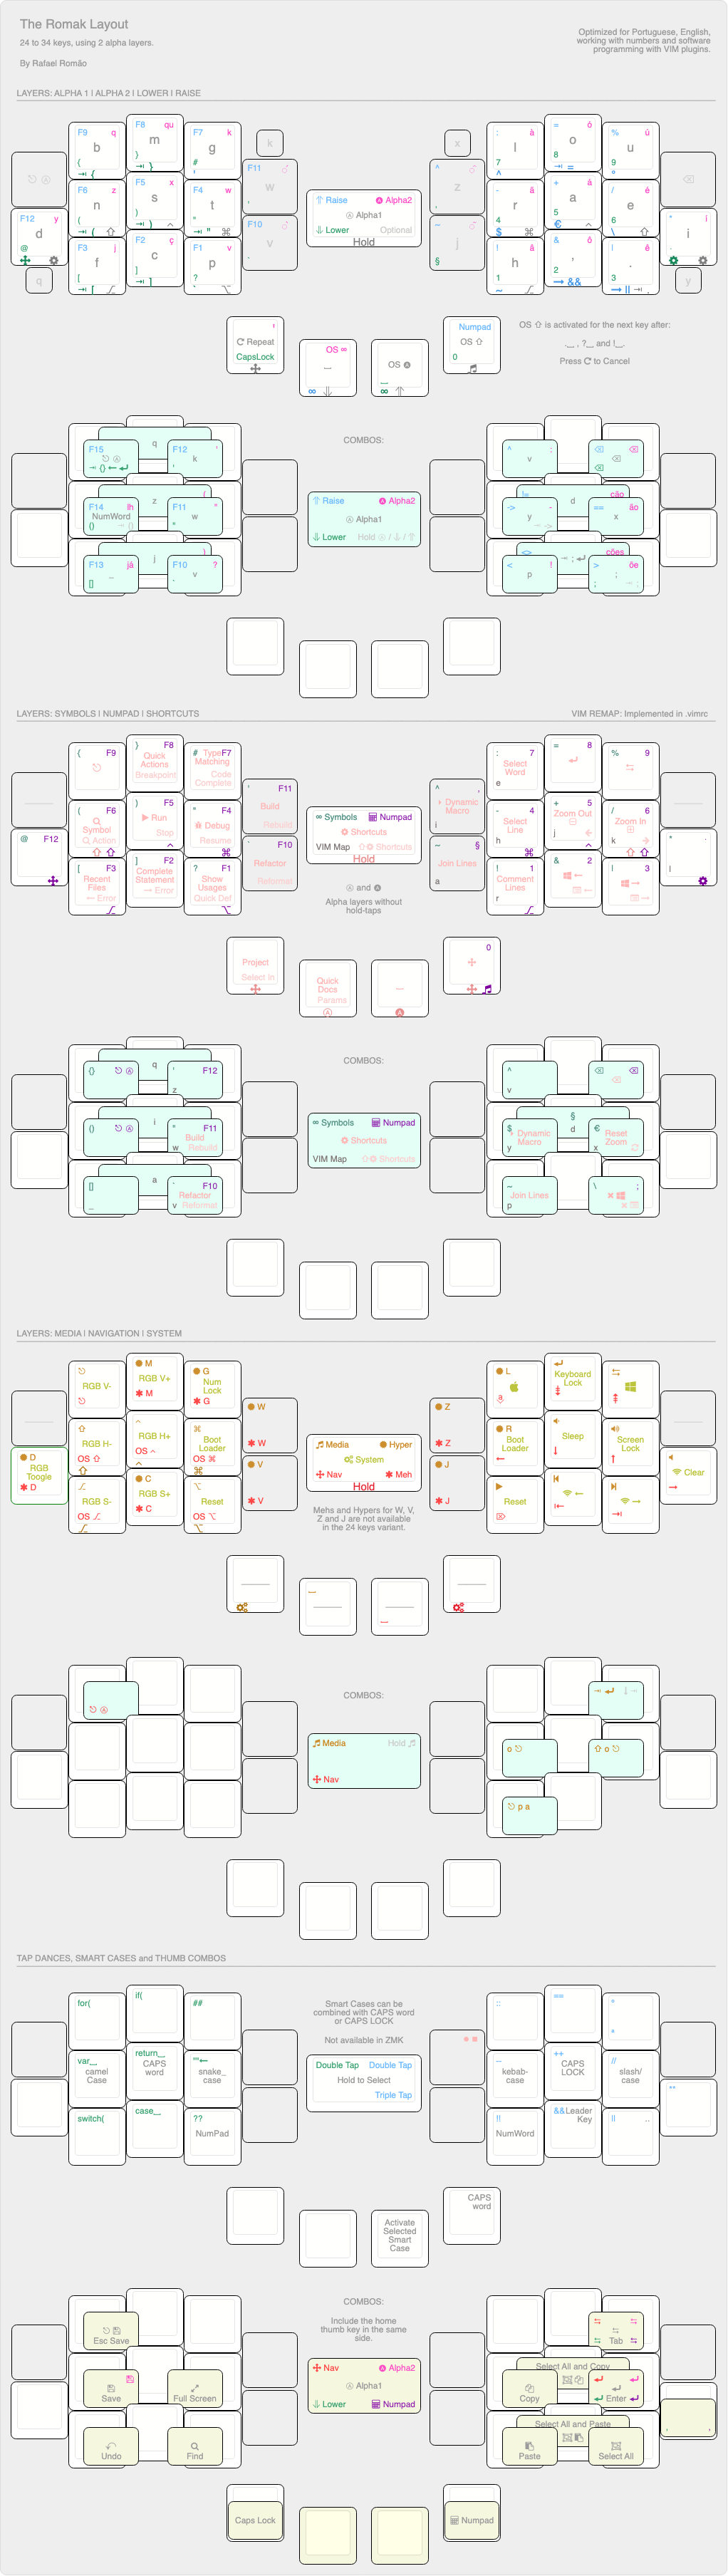 The Romak Layout
24 to 34 keys, using 2 alpha layers.
By Rafael Romão
Optimized for Portuguese, English,
working with numbers and software
programming with VIM plugins.
LAYERS: ALPHA 1 | ALPHA 2 | LOWER | RAISE
F9 q
b
{
F8 qu
m
}
F7 k
g
#
k
x
: â
l
7
^
= ô
o
8
=
% ú
u
9
F6 z
n
(
F5 x
s
)
F4 w
t
"
F11
w
'
^
z
,
- ã
r
4
$
+ á
a
5
€
/ é
e
6
\
F12 y
d
@
* í
i
F3 j
f
[
F2 ç
c
]
F1 v
p
?
F10
v
~
j
§
! à
h
1
~
& õ
'
2
&&
| ê
.
3
||
q
y
Raise Alpha2
Alpha1
Lower Optional
Hold
Repeat
CapsLock
OS ∞
OS
Numpad
OS ⇧
0
OS ⇧ is activated for the next key after:
.__ , ?__ and !__.
Press to Cancel
COMBOS:
F15
F12 '
k
q
^ :
v
F14 lh
NumWord
()
z
F11 "
w
->
y
d
ção
== ão
x
F13 já
[]
j
F10 ?
v
< !
p
<>
ções
> õe
;
Raise Alpha2
Alpha1
Lower Hold
LAYERS: SYMBOLS | NUMPAD | SHORTCUTS
VIM REMAP: Implemented in .vimrc
{ F9
} F8
Quick
Actions
Breakpoint
# F7
Type
Matching
Code
Complete
: 7
Select
Word
e
= 8
% 9
( F6
Symbol
Action
) F5
Run
Stop
" F4
Debug
Resume
' F11
Build
Rebuild
^ ,
Dynamic
Macro
i
- 4
Select
Line
h
+ 5
Zoom Out
j
/ 6
Zoom In
k
@ F12
* .
l
[ F3
Recent
Files
Error
] F2
Complete
Statement
Error
? F1
Show
Usages
Quick Def
` F10
Refactor
Reformat
~ §
Join Lines
a
! 1
Comment
Lines
r
& 2
| 3
∞ Symbols Numpad
Shortcuts
VIM Map Shortcuts
Hold
Ⓐ and 🅐
Alpha layers without
hold-taps
Project
Select In
Quick
Docs
Params
0
COMBOS:
{}
q
' F12
z
^
v
()
i
" F11
Build
w Rebuild
$
Dynamic
Macro
y
§
d
€
Reset
Zoom
x
[]
_
a
` F10
Refactor
v Reformat
~
Join Lines
p
\ ;
∞ Symbols Numpad
Shortcuts
VIM Map Shortcuts
LAYERS: MEDIA | NAVIGATION | SYSTEM
RGB V-
M
RGB V+
M
G
Num
Lock
G
L
Keyboard
Lock
RGB H-
OS ⇧
RGB H+
OS
Boot
Loader
OS ⌘
W
W
Z
Z
R
Boot
Loader
Sleep
Screen
Lock
D
RGB
Toogle
D
Clear
RGB S-
OS
C
RGB S+
C
Reset
OS
V
V
J
J
Reset
Media Hyper
System
Nav Meh
Hold
Mehs and Hypers for W, V,
Z and J are not available
in the 24 keys variant.
COMBOS:
Media Hold
Nav
o
o
p a
TAP DANCES, SMART CASES and THUMB COMBOS
for(
if(
##
::
==
°
var__
camel
Case
return__
CAPS
word
""←
snake_
case
--
kebab-
case
++
CAPS
LOCK
//
slash/
case
**
switch(
case__
??
NumPad
!!
NumWord
&& Leader
Key
|| ..
Smart Cases can be
combined with CAPS word
or CAPS LOCK
Not available in ZMK
Double Tap Double Tap
Hold to Select
Triple Tap
Activate
Selected
Smart
Case
CAPS
word
COMBOS:
Include the home
thumb key in the same
side.
Esc Save
Save
Full Screen
Undo
Find
Nav Alpha2
Alpha1
Lower Numpad
Tab
Select All and Copy
Copy
Enter
Select All and Paste
Paste
Select All
Caps Lock
Numpad